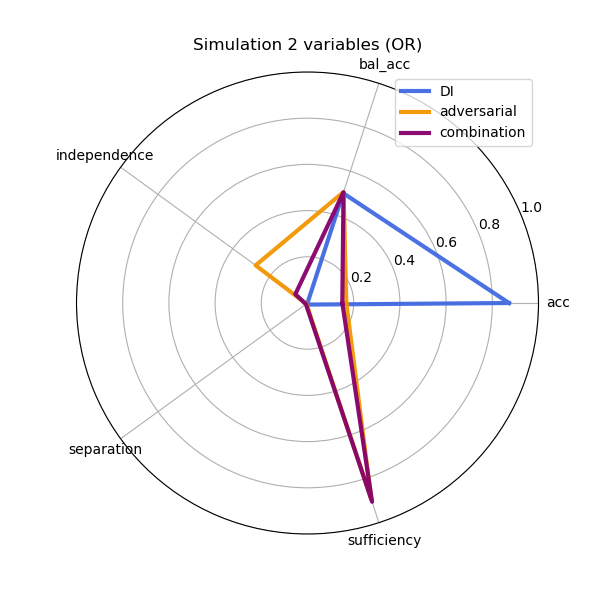 Simulation 2 variables (OR)
bal_acc
DI
adversarial
combination
independence
1.0
0.8
0.6
0.4
0.2
acc
separation
sufficiency